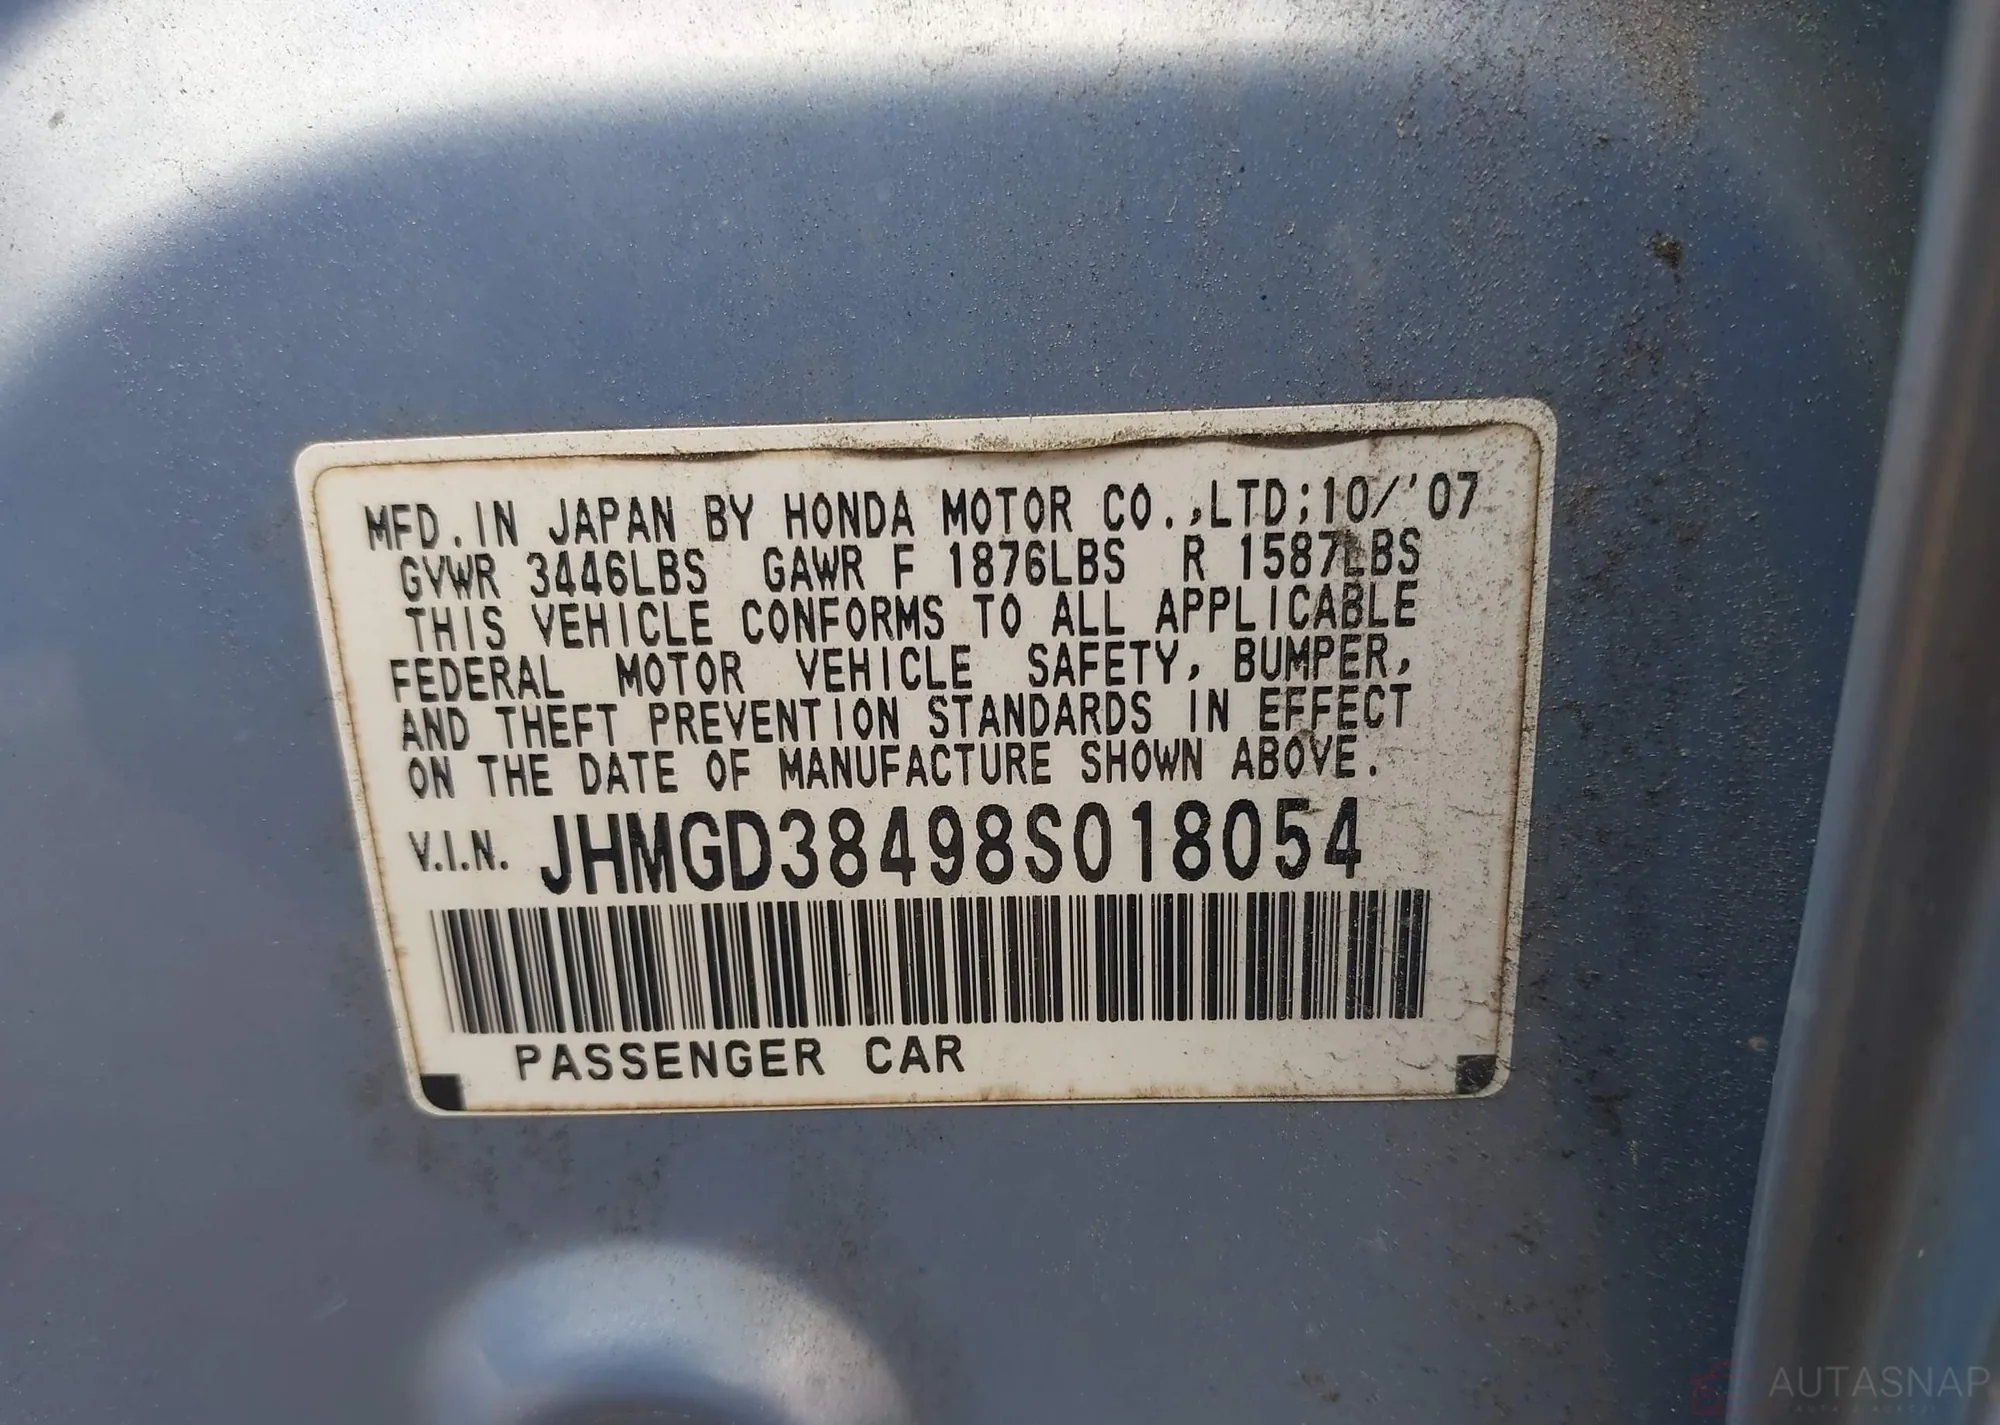 MFD. IN JAPAN BY HONDA MOTOR CO.,LTD;10/'07
GVWR 3446LBS GAWR F 1876LBS R 1587LBS
THIS VEHICLE CONFORMS TO ALL APPLICABLE
FEDERAL MOTOR VEHICLE SAFETY, BUMPER,
AND THEFT PREVENTION STANDARDS IN EFFECT
ON THE DATE OF MANUFACTURE SHOWN ABOVE.
V.I.N. JHMGD38498S018054
PASSENGER CAR
AUTASNAP